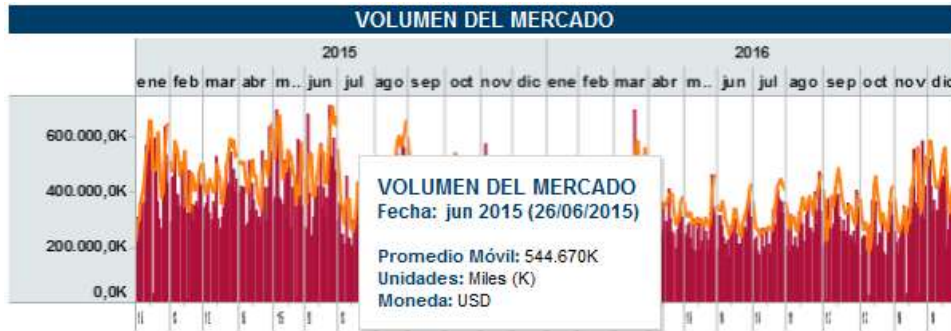 VOLUMEN DEL MERCADO
2015 2016
ene feb mar abr m... jun jul ago sep oct nov dic ene feb mar abr m... jun jul ago sep oct nov dic
600.000,0K
400.000,0K
200.000,0K
0,0K
VOLUMEN DEL MERCADO
Fecha: jun 2015 (26/06/2015)
Promedio Móvil: 544.670K
Unidades: Miles (K)
Moneda: USD